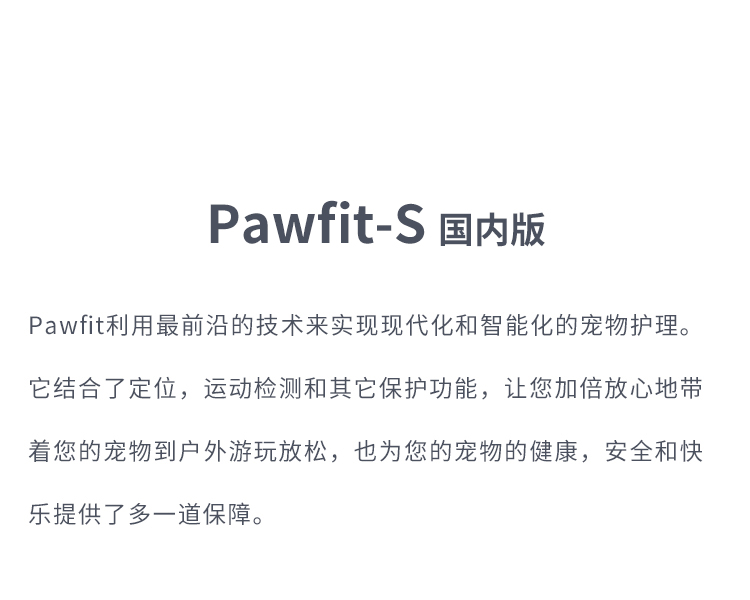 Pawfit-S 国内版
Pawfit利用最前沿的技术来实现现代化和智能化的宠物护理。
它结合了定位，运动检测和其它保护功能，让您加倍放心地带
着您的宠物到户外游玩放松，也为您的宠物的健康，安全和快
乐提供了多一道保障。